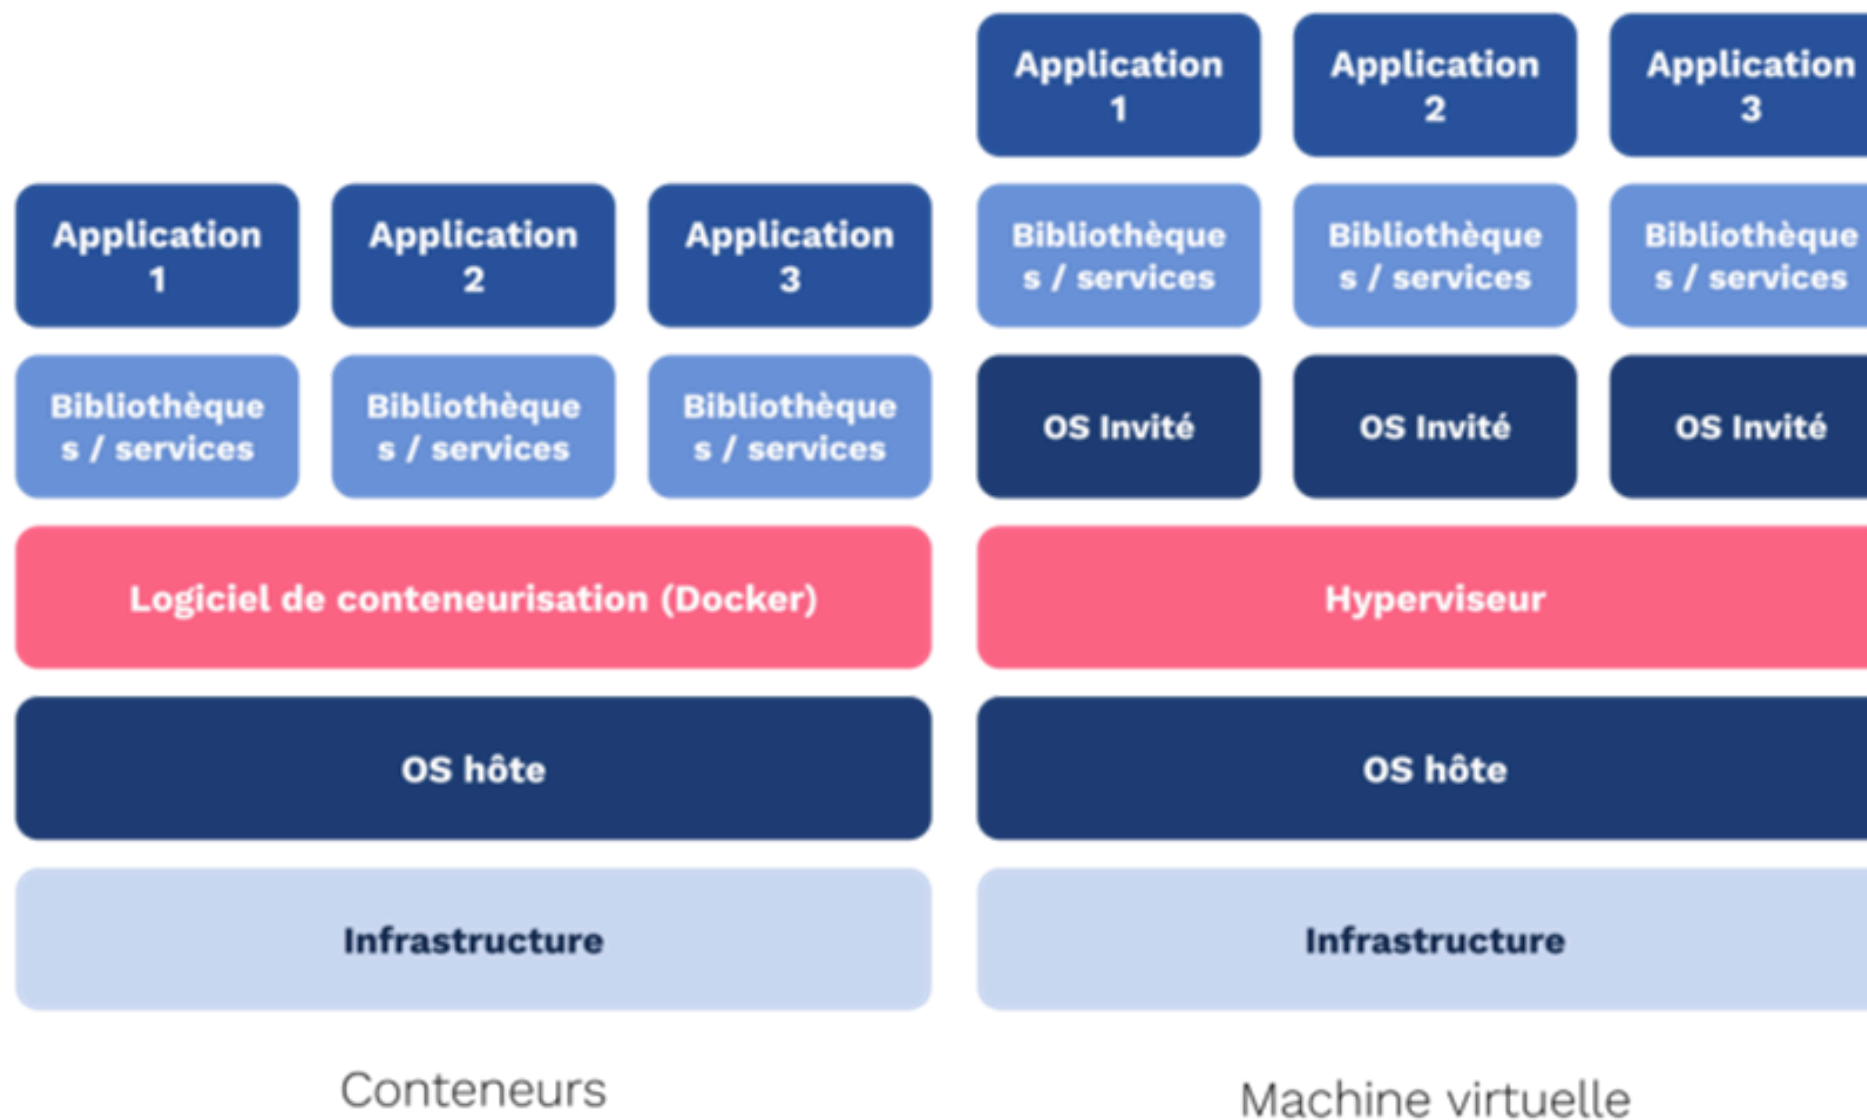 Application
1
Application
2
Application
3
Bibliothèque
s / services
Bibliothèque
s / services
Bibliothèque
s / services
Logiciel de conteneurisation (Docker)
OS hôte
Infrastructure
Conteneurs
Application
1
Application
2
Application
3
Bibliothèque
s / services
Bibliothèque
s / services
Bibliothèque
s / services
OS Invité
OS Invité
OS Invité
Hyperviseur
OS hôte
Infrastructure
Machine virtuelle